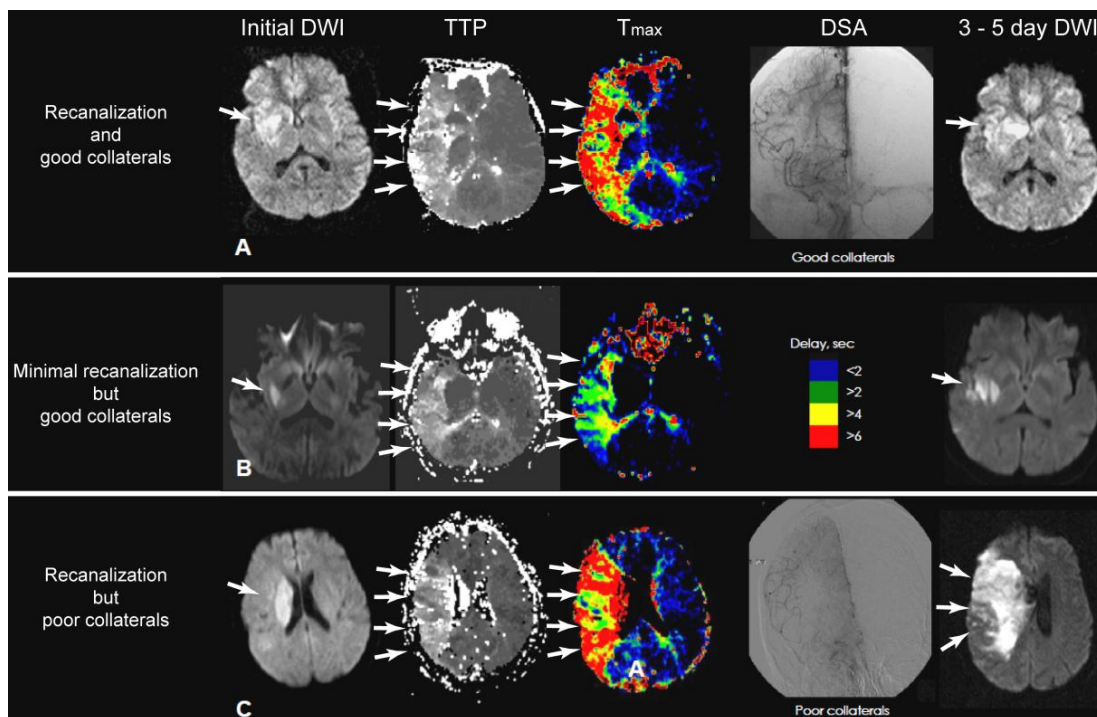 Initial DWI TTP Tmax DSA 3 - 5 day DWI
Recanalization
and
good collaterals
A
Good collaterals
Minimal recanalization
but
good collaterals
Delay, sec
<2
>2
>4
>6
B
Recanalization
but
poor collaterals
A
C
Poor collaterals